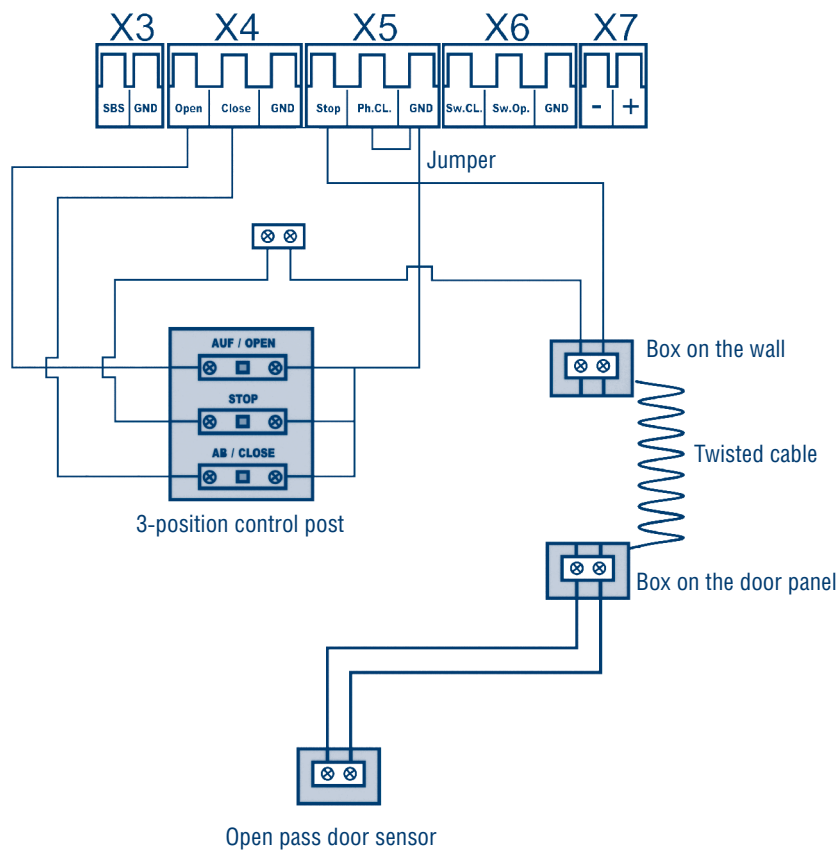 X3 X4 X5 X6 X7
SBS GND Open Close GND Stop Ph.CL. GND Sw.CL. Sw.Op. GND - +
Jumper
AUF / OPEN
STOP
AB / CLOSE
3-position control post
Box on the wall
Twisted cable
Box on the door panel
Open pass door sensor